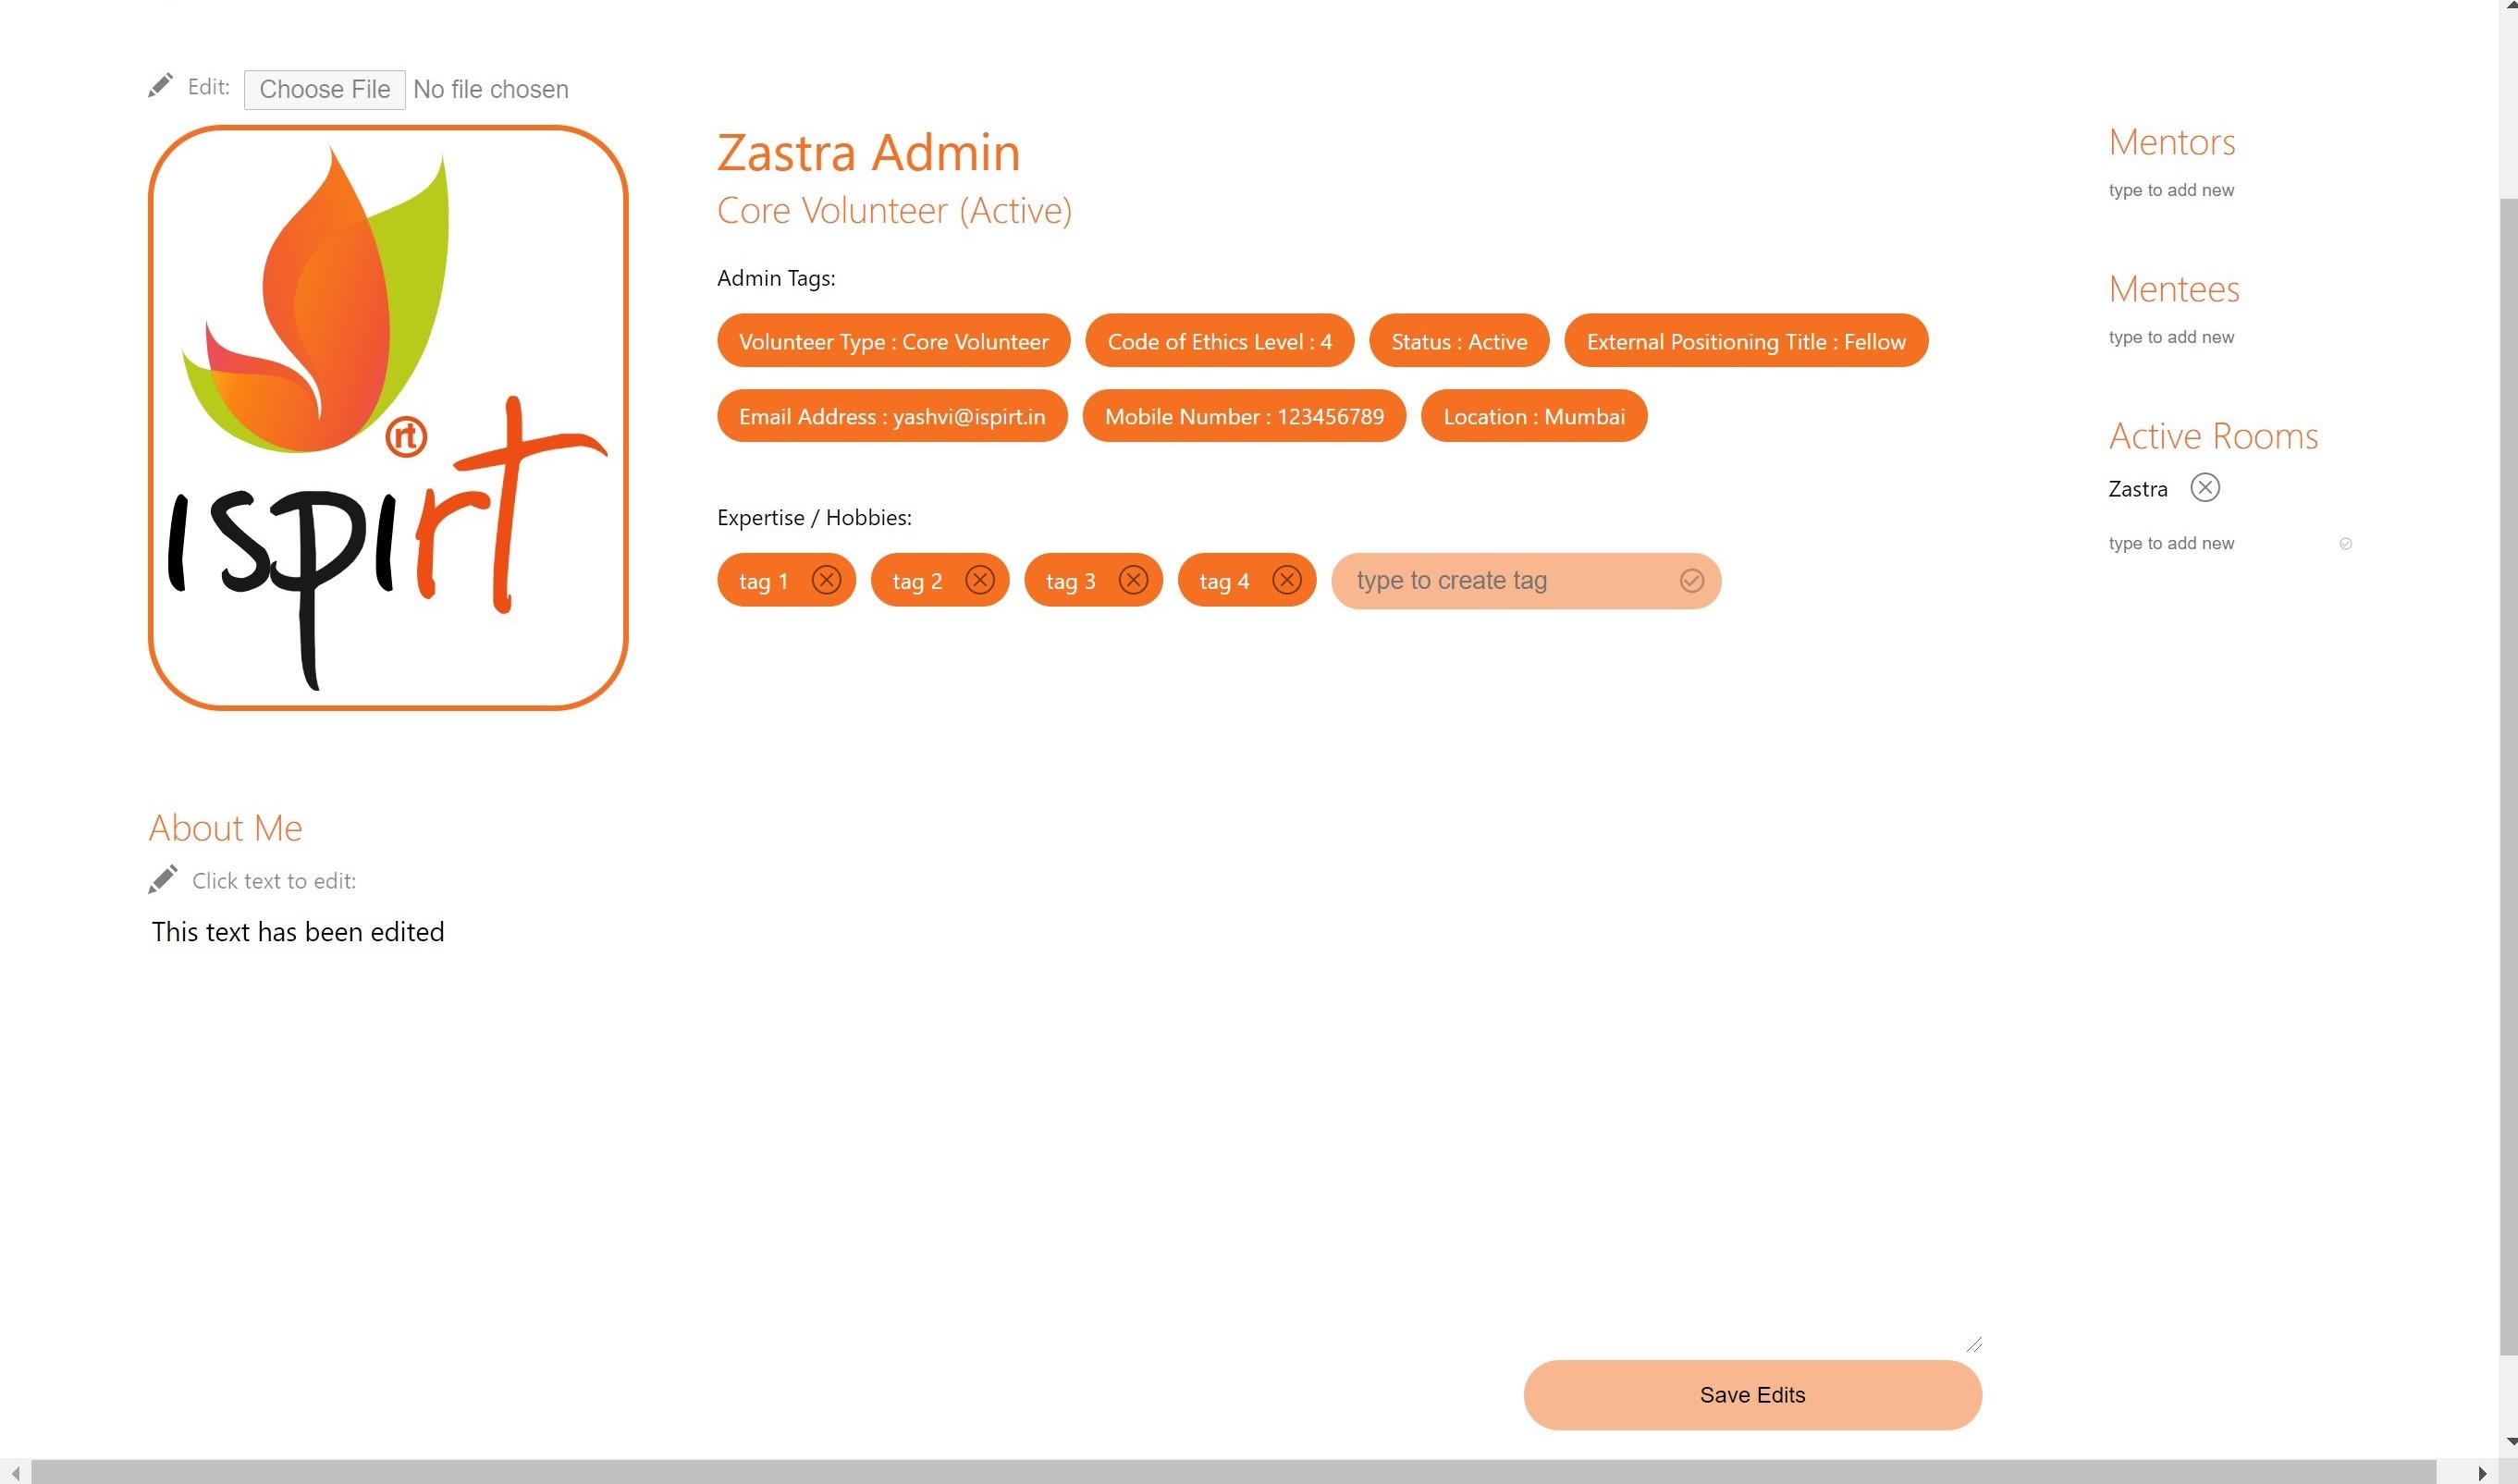 Edit: Choose File No file chosen
ispirt
rt
Zastra Admin
Core Volunteer (Active)
Admin Tags:
Volunteer Type : Core Volunteer Code of Ethics Level : 4 Status : Active External Positioning Title : Fellow
Email Address : yashvi@ispirt.in Mobile Number : 123456789 Location : Mumbai
Expertise / Hobbies:
tag 1 tag 2 tag 3 tag 4 type to create tag
Mentors
type to add new
Mentees
type to add new
Active Rooms
Zastra
type to add new
About Me
Click text to edit:
This text has been edited
Save Edits